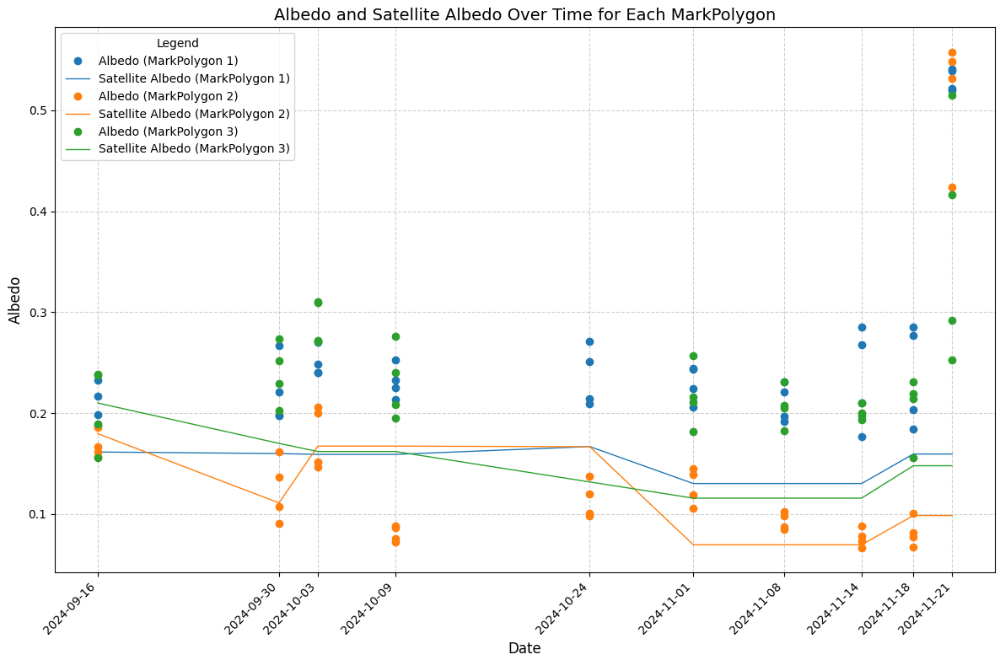 Albedo and Satellite Albedo Over Time for Each MarkPolygon
Legend
Albedo (MarkPolygon 1)
Satellite Albedo (MarkPolygon 1)
Albedo (MarkPolygon 2)
Satellite Albedo (MarkPolygon 2)
Albedo (MarkPolygon 3)
Satellite Albedo (MarkPolygon 3)
Albedo
0.5
0.4
0.3
0.2
0.1
2024-09-16
2024-09-30
2024-10-03
2024-10-09
2024-10-24
2024-11-01
2024-11-08
2024-11-14
2024-11-18
2024-11-21
Date